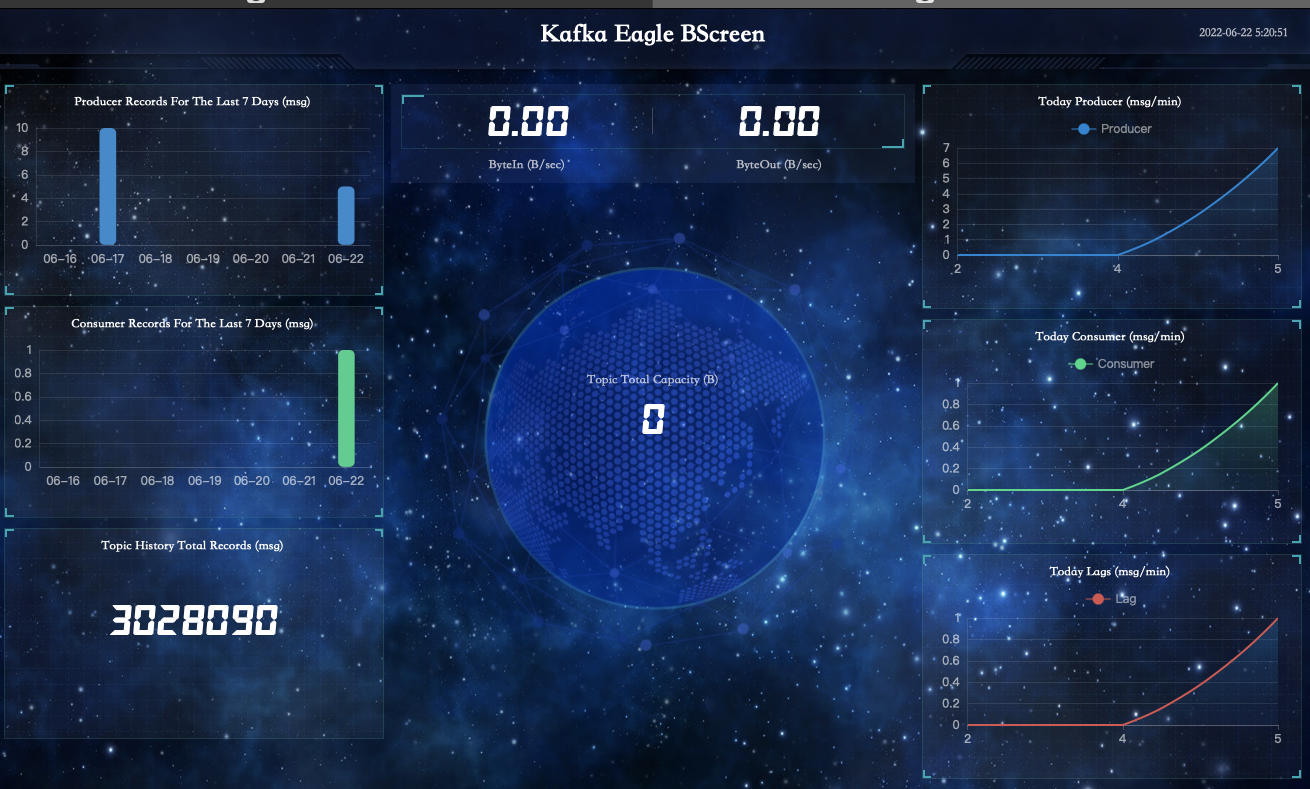 Kafka Eagle BScreen
2022-06-22 5:20:51
Producer Records For The Last 7 Days (msg)
10
8
6
4
2
0
06-16 06-17 06-18 06-19 06-20 06-21 06-22
Consumer Records For The Last 7 Days (msg)
1
0.8
0.6
0.4
0.2
0
06-16 06-17 06-18 06-19 06-20 06-21 06-22
Topic History Total Records (msg)
3028090
0.00 0.00
ByteIn (B/sec) ByteOut (B/sec)
Topic Total Capacity (B)
0
Today Producer (msg/min)
Producer
7
6
5
4
3
2
1
0
2 4 5
Today Consumer (msg/min)
Consumer
1
0.8
0.6
0.4
0.2
0
2 4 5
Today Lags (msg/min)
Lag
1
0.8
0.6
0.4
0.2
0
2 4 5